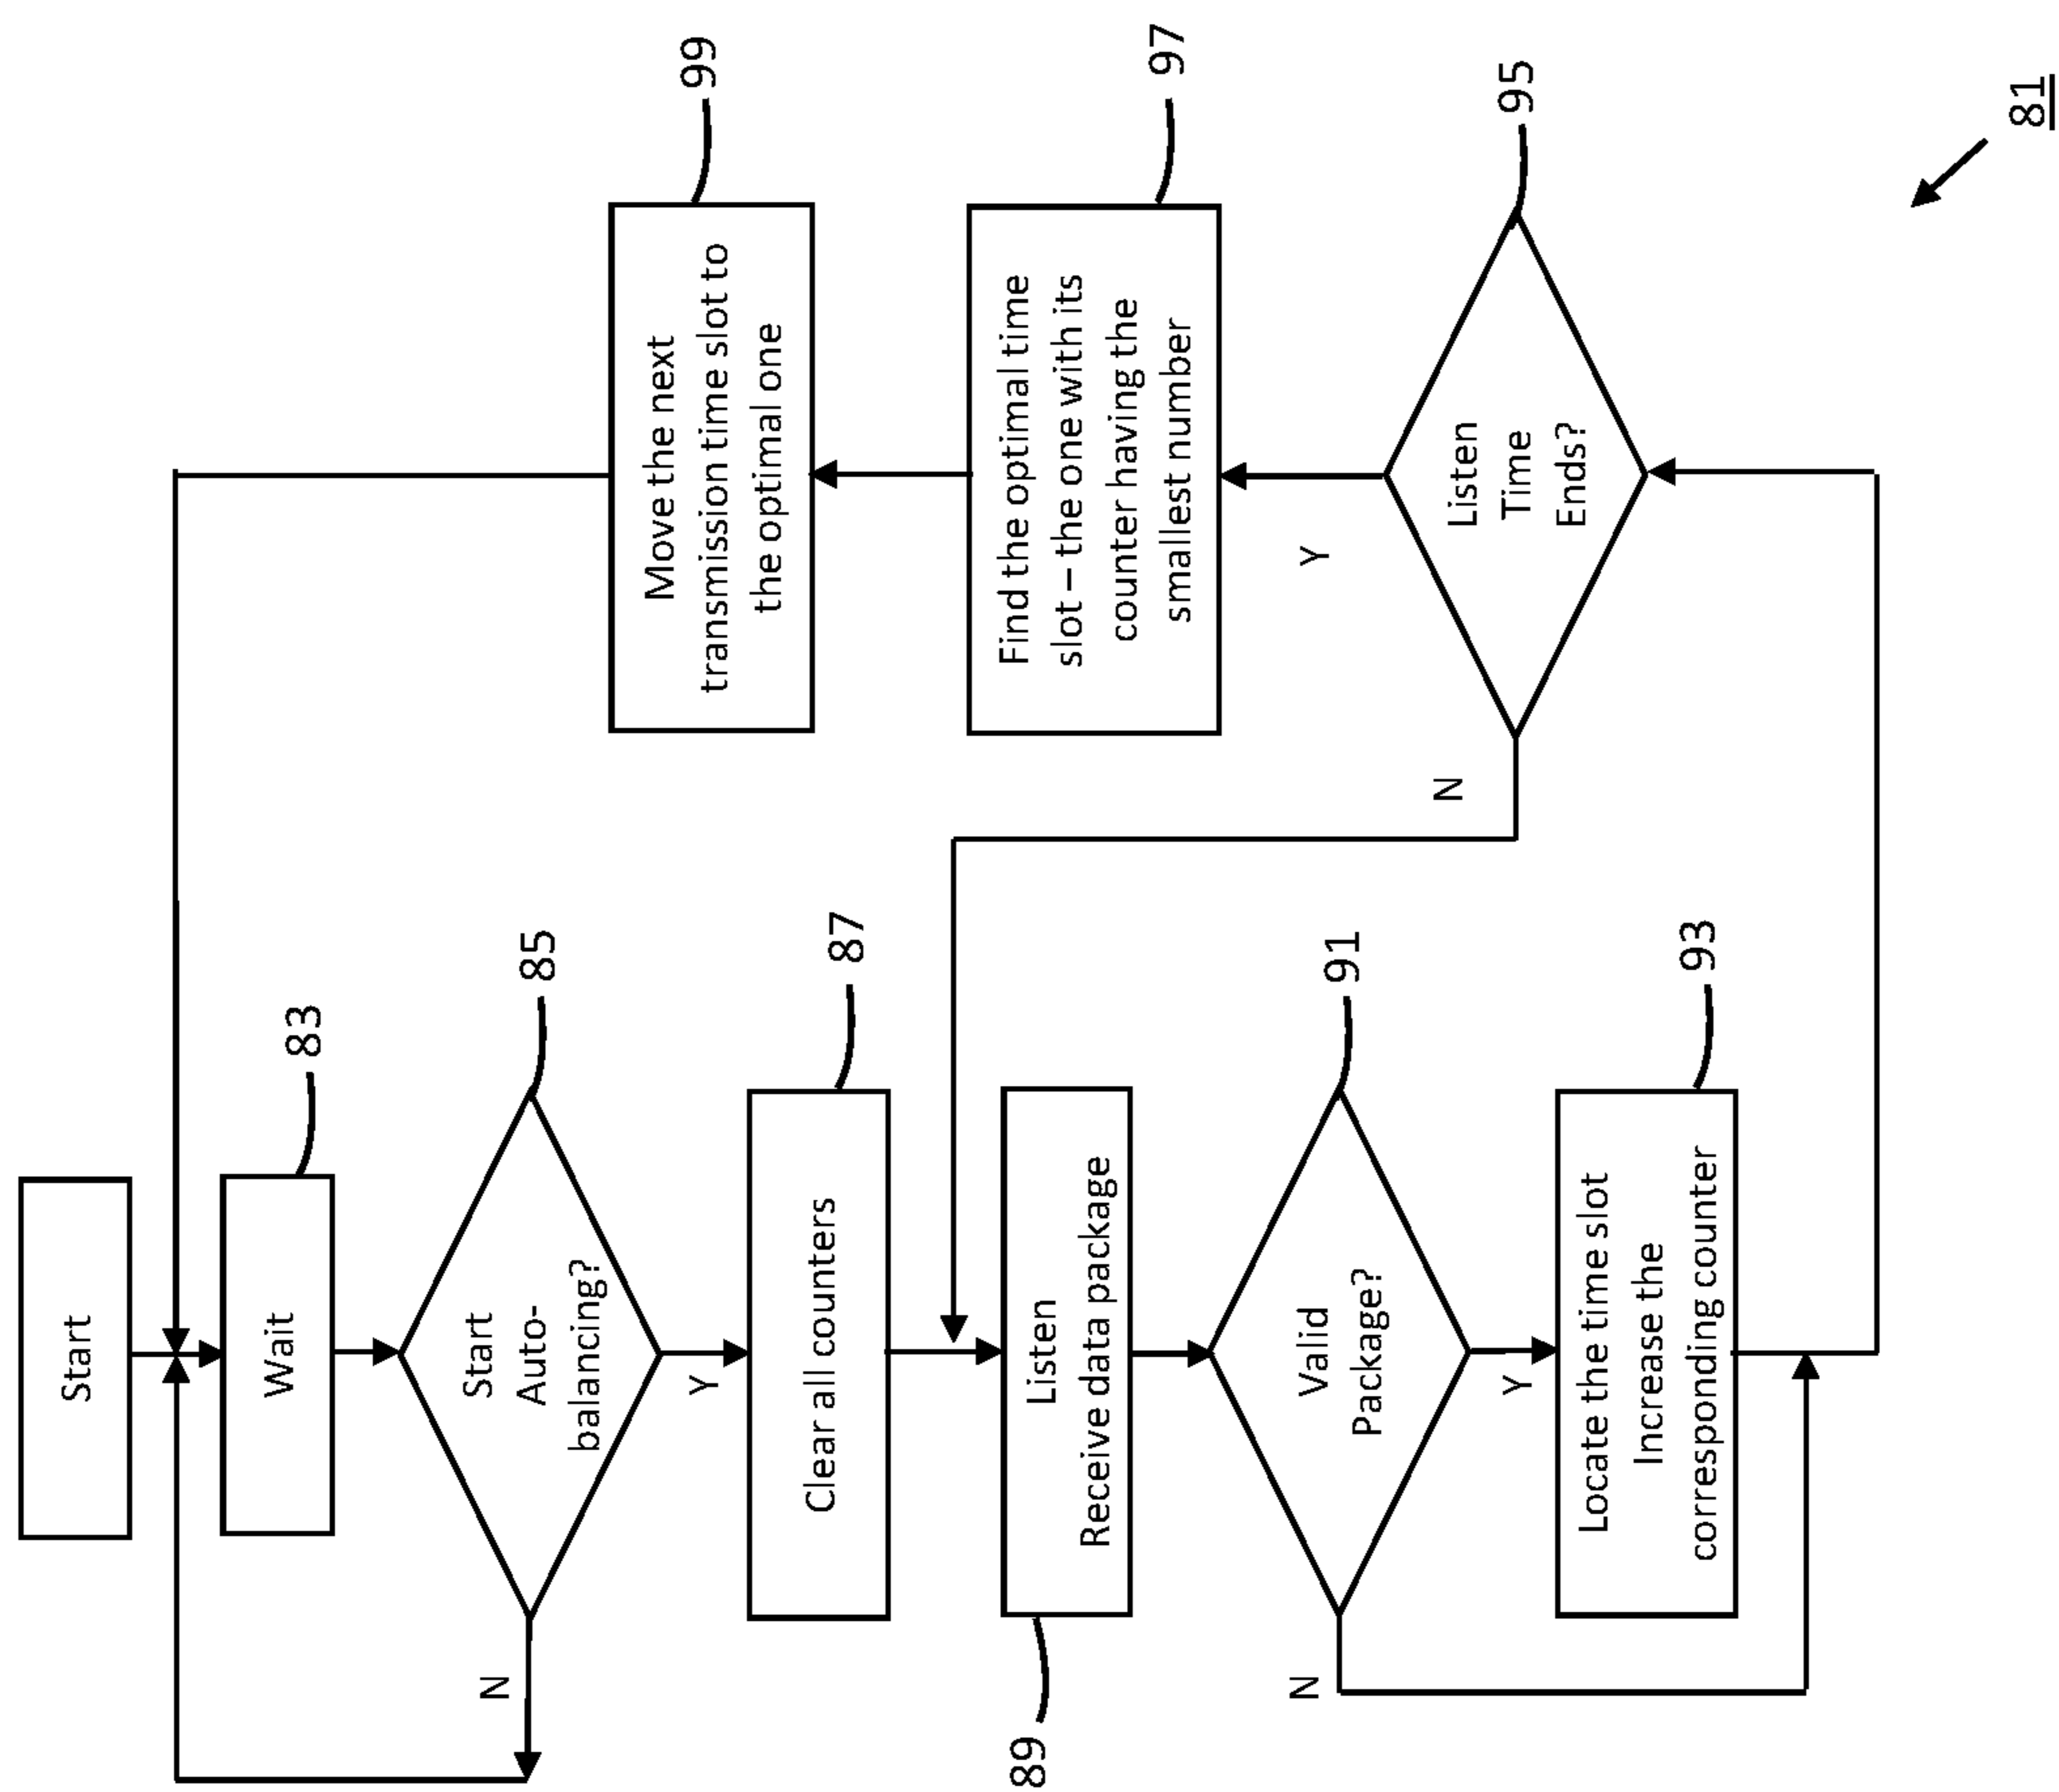 Start
Wait
83
Start
Auto-
balancing?
85
N
Y
Clear all counters
87
Listen
Receive data package
89
Valid
Package?
91
N
Y
Locate the time slot
Increase the
corresponding counter
93
Listen
Time
Ends?
95
N
Y
Find the optimal time
slot – the one with its
counter having the
smallest number
97
Move the next
transmission time slot to
the optimal one
99
81